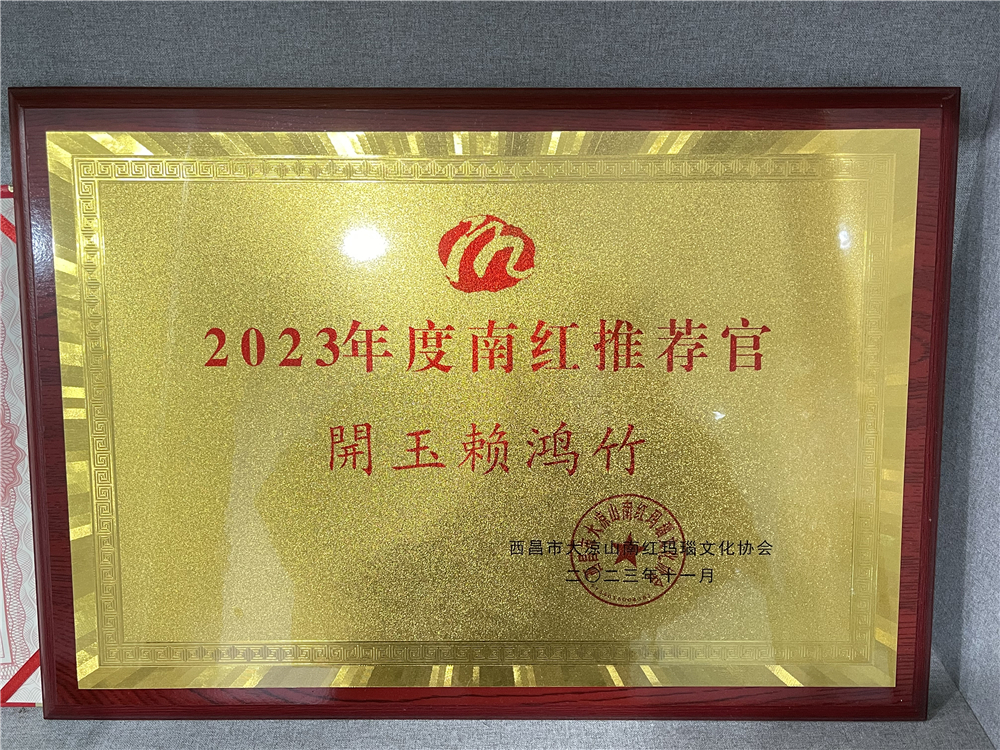 2023年度南红推荐官
開玉赖鸿竹
西昌市大凉山南红玛瑙文化协会
二〇二三年十一月